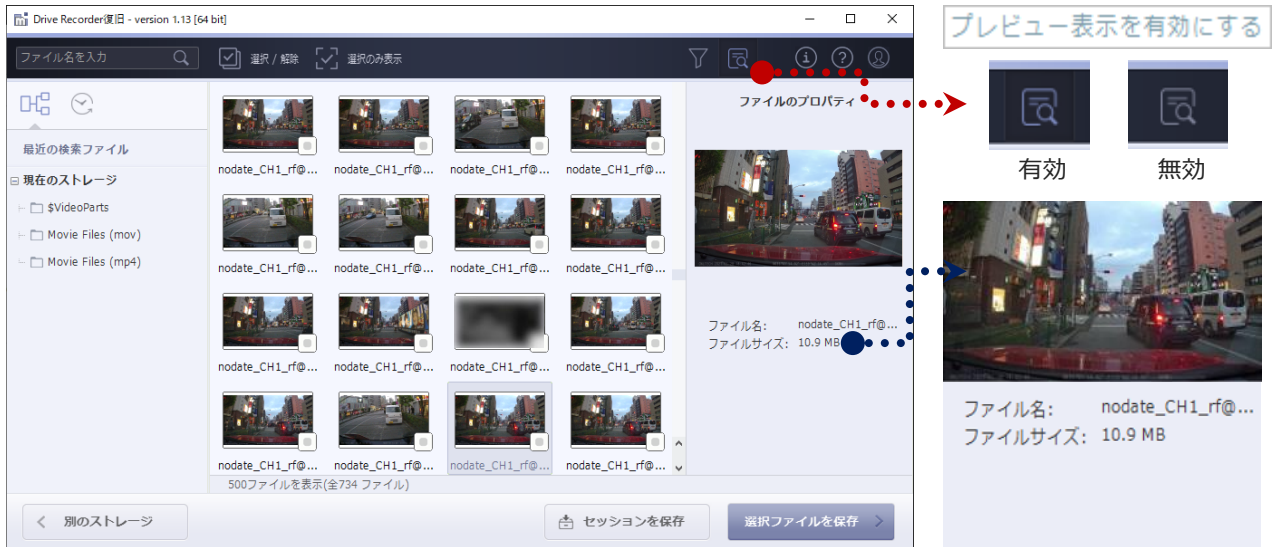 Drive Recorder復旧 - version 1.13 [64 bit]
プレビュー表示を有効にする
ファイル名を入力
選択 / 解除
選択のみ表示
有効
無効
最近の検索ファイル
現在のストレージ
$VideoParts
Movie Files (mov)
Movie Files (mp4)
nodate_CH1_rf@... nodate_CH1_rf@... nodate_CH1_rf@... nodate_CH1_rf@...
nodate_CH1_rf@... nodate_CH1_rf@... nodate_CH1_rf@... nodate_CH1_rf@...
nodate_CH1_rf@... nodate_CH1_rf@... nodate_CH1_rf@... nodate_CH1_rf@...
nodate_CH1_rf@... nodate_CH1_rf@... nodate_CH1_rf@... nodate_CH1_rf@...
500ファイルを表示(全734 ファイル)
ファイルのプロパティ
ファイル名: nodate_CH1_rf@...
ファイルサイズ: 10.9 MB
ファイル名: nodate_CH1_rf@...
ファイルサイズ: 10.9 MB
別のストレージ
セッションを保存
選択ファイルを保存